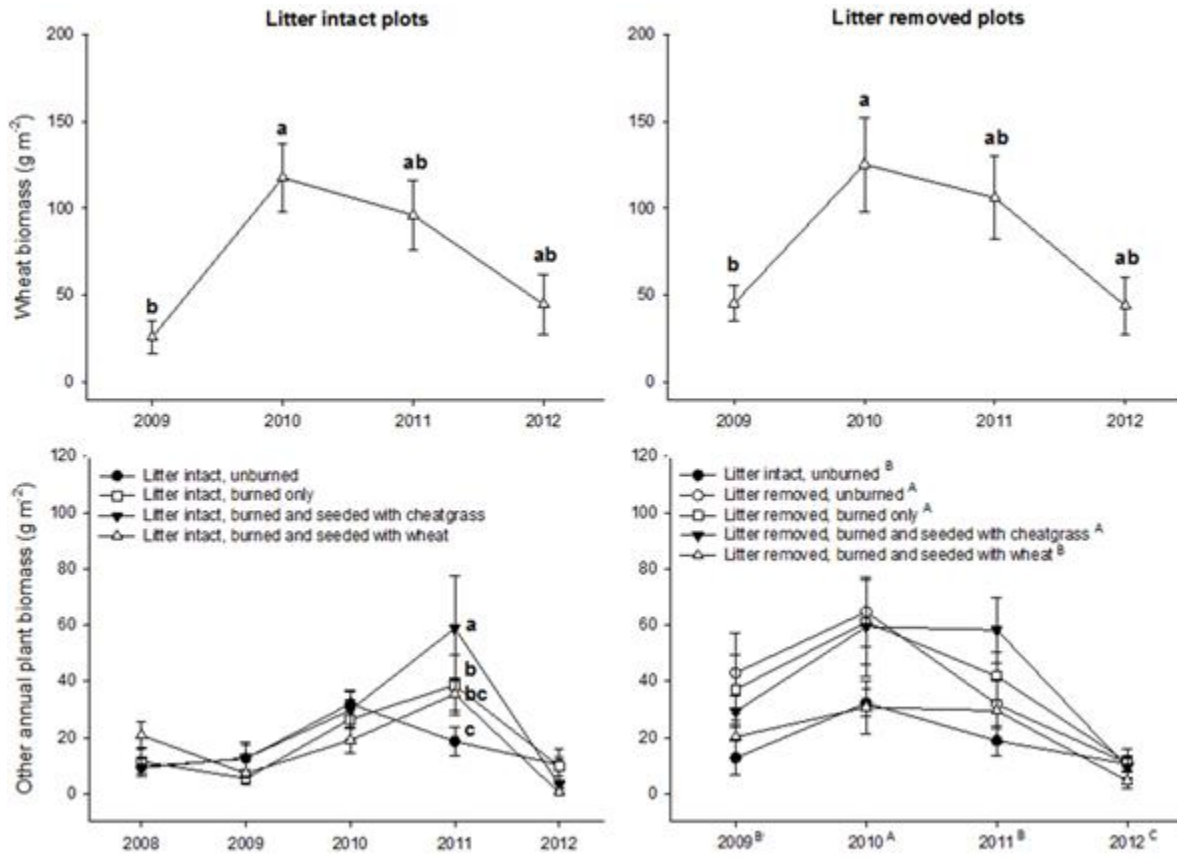 Litter intact plots
Litter removed plots
Wheat biomass (g m-2)
200
150
100
50
0
b
a
ab
ab
2009
2010
2011
2012
200
150
100
50
0
b
a
ab
ab
2009
2010
2011
2012
Other annual plant biomass (g m-2)
120
100
80
60
40
20
0
Litter intact, unburned
Litter intact, burned only
Litter intact, burned and seeded with cheatgrass
Litter intact, burned and seeded with wheat
a
b
bc
c
2008
2009
2010
2011
2012
120
100
80
60
40
20
0
Litter intact, unburned B
Litter removed, unburned A
Litter removed, burned only A
Litter removed, burned and seeded with cheatgrass A
Litter removed, burned and seeded with wheat B
2009 B
2010 A
2011 B
2012 C